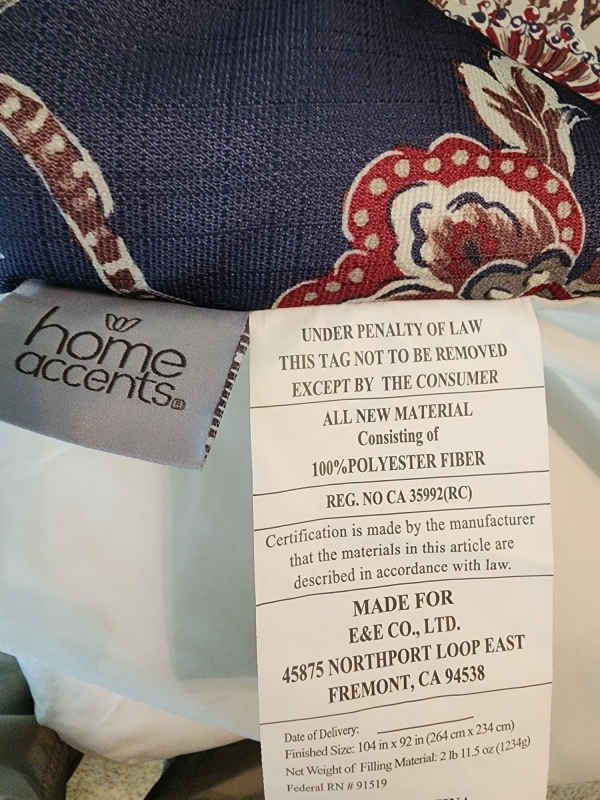 home
accents®
UNDER PENALTY OF LAW
THIS TAG NOT TO BE REMOVED
EXCEPT BY THE CONSUMER
ALL NEW MATERIAL
Consisting of
100%POLYESTER FIBER
REG. NO CA 35992(RC)
Certification is made by the manufacturer
that the materials in this article are
described in accordance with law.
MADE FOR
E&E CO., LTD.
45875 NORTHPORT LOOP EAST
FREMONT, CA 94538
Date of Delivery:
Finished Size: 104 in x 92 in (264 cm x 234 cm)
Net Weight of Filling Material: 2 lb 11.5 oz (1234g)
Federal RN # 91519